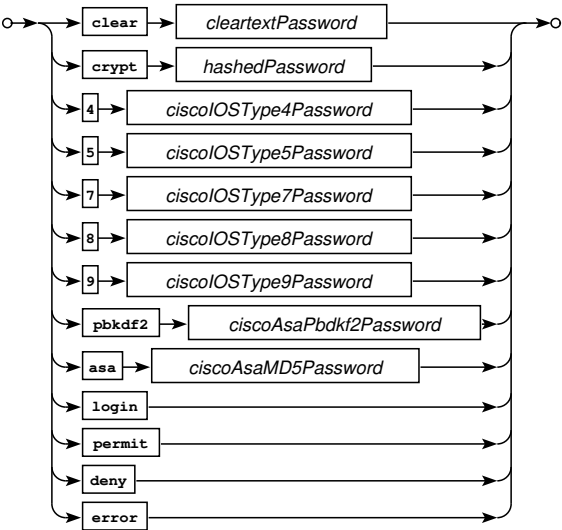 clear cleartextPassword
crypt hashedPassword
4 ciscoIOSType4Password
5 ciscoIOSType5Password
7 ciscoIOSType7Password
8 ciscoIOSType8Password
9 ciscoIOSType9Password
pbkdf2 ciscoAsaPbdkf2Password
asa ciscoAsaMD5Password
login
permit
deny
error